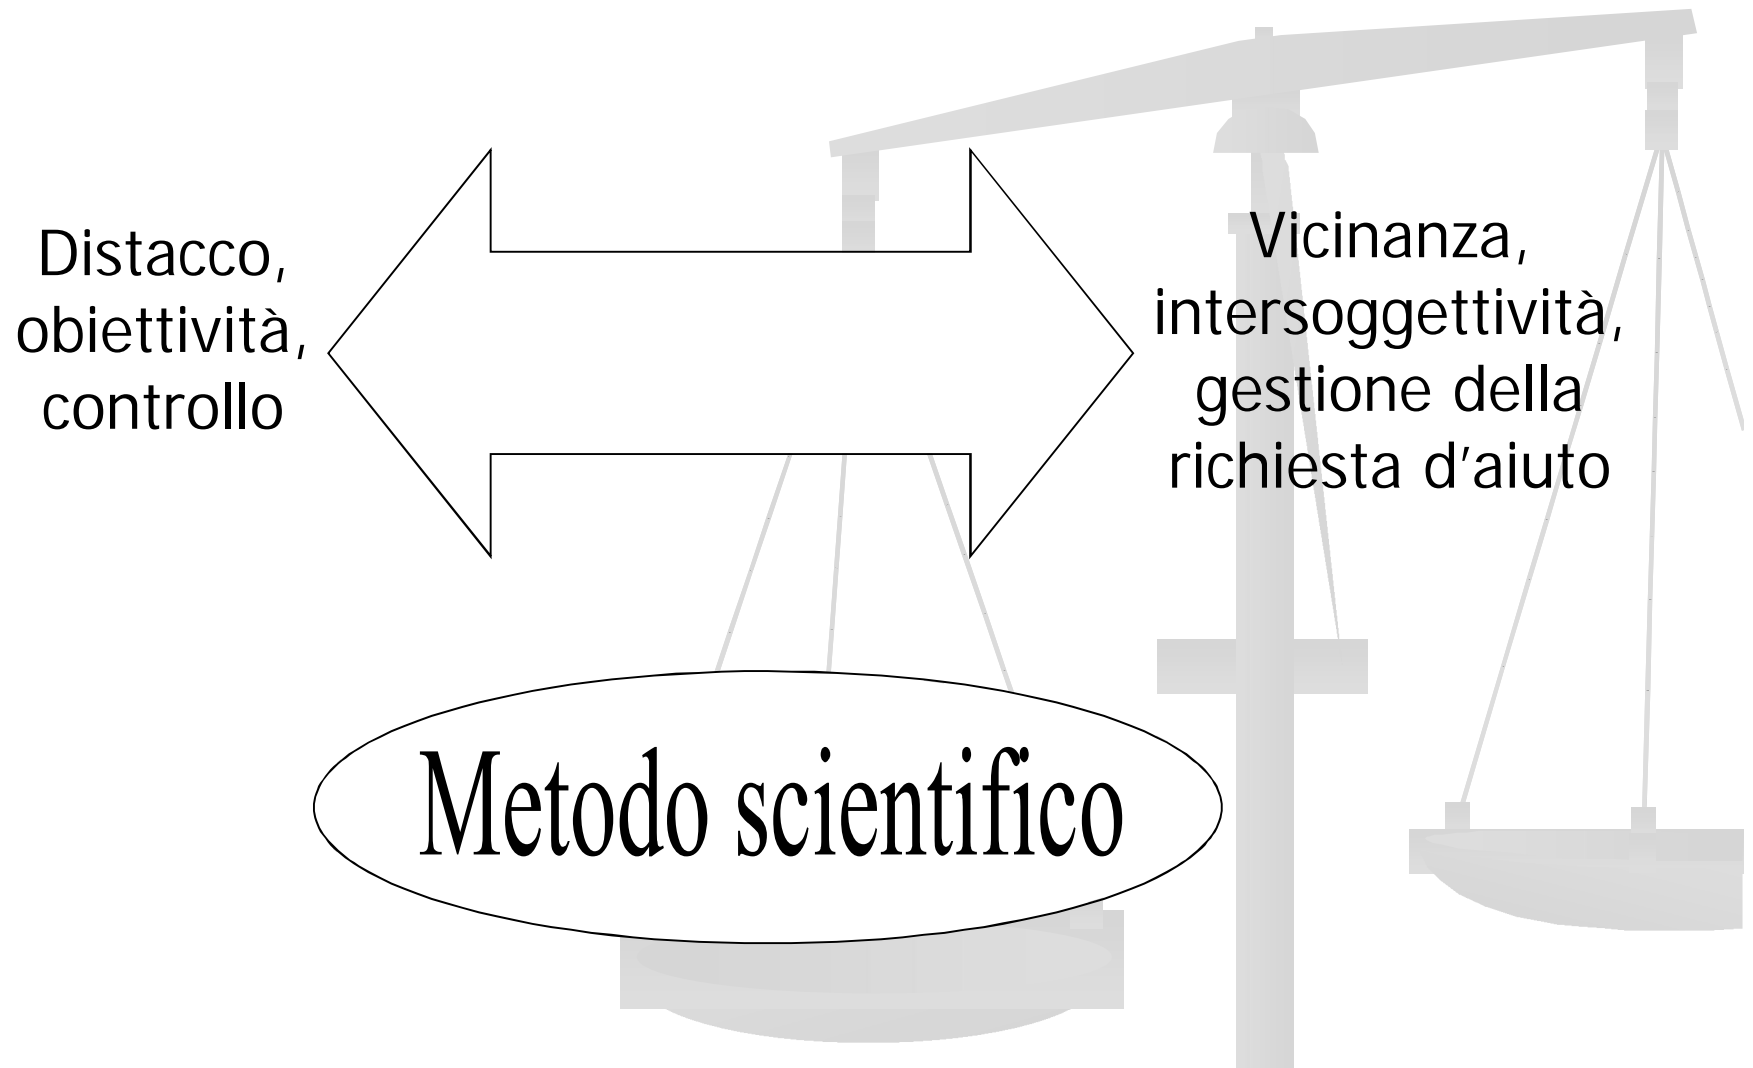 Distacco,
obiettività,
controllo
Vicinanza,
intersoggettività,
gestione della
richiesta d'aiuto
Metodo scientifico